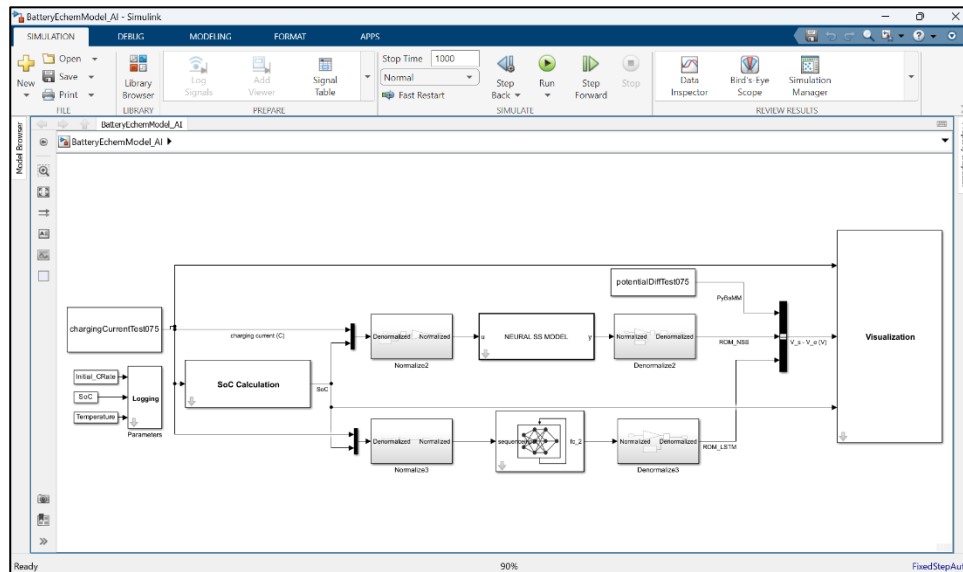 BatteryEchemModel_AI - Simulink
SIMULATION DEBUG MODELING FORMAT APPS
New
Open
Save
Print
FILE
Library Browser
LIBRARY
Log Signals
Add Viewer
Signal Table
PREPARE
Stop Time 1000
Normal
Fast Restart
Step Back
Run
Step Forward
Stop
SIMULATE
Data Inspector
Bird's-Eye Scope
Simulation Manager
REVIEW RESULTS
Model Browser
BatteryEchemModel_AI
BatteryEchemModel_AI
potentialDiffTest075
PyBaMM
chargingCurrentTest075
charging current (C)
Denormalized Normalized
Normalize2
u NEURAL SS MODEL y
Normalized Denormalized
Denormalize2
ROM_NSS
V_s - V_e (V)
Visualization
SoC Calculation
SoC
Initial_CRate
SoC
Temperature
Logging
Parameters
Denormalized Normalized
Normalize3
fc_2
Normalized Denormalized
Denormalize3
ROM_LSTM
Ready
90%